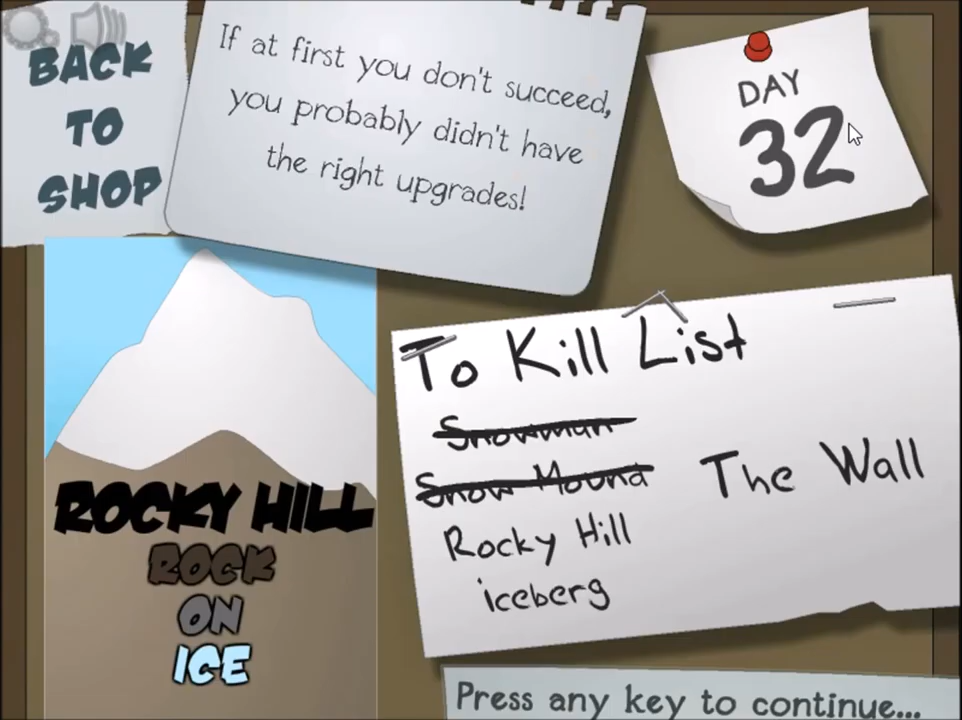 BACK
TO
SHOP
If at first you don't succeed,
you probably didn't have
the right upgrades!
DAY
32
To Kill List
Snowman
Snow Mound
Rocky Hill
iceberg
The Wall
ROCKY HILL
ROCK
ON
ICE
Press any key to continue...